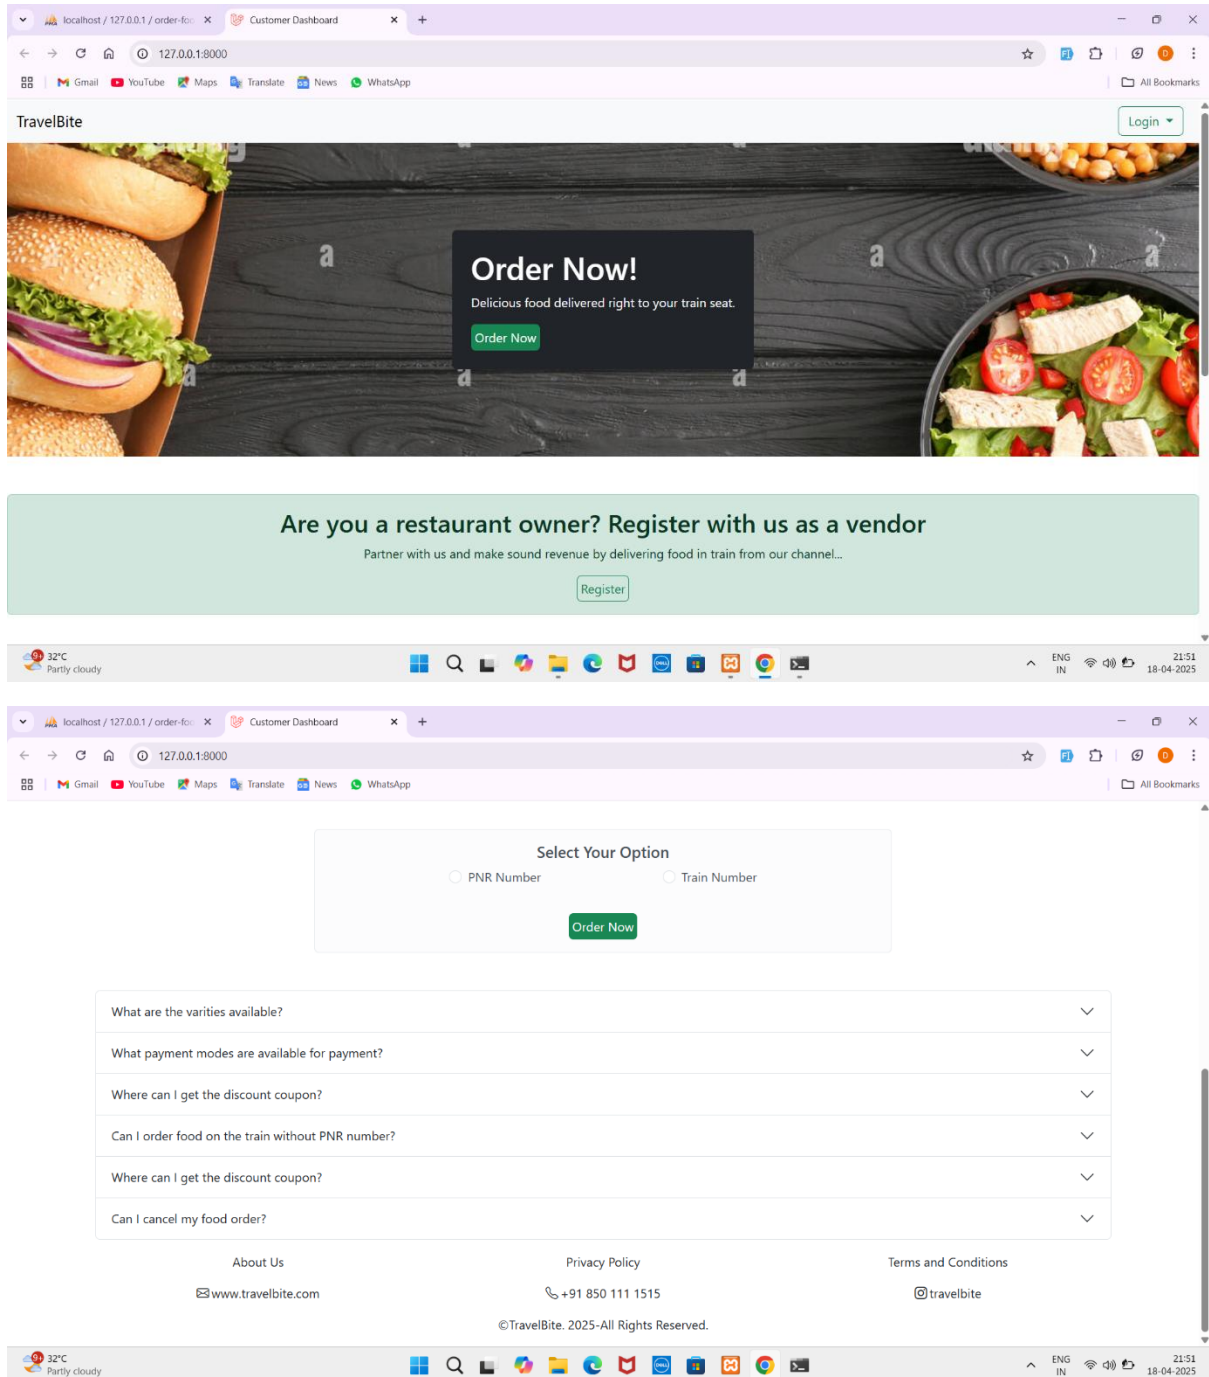 localhost / 127.0.0.1 / order-foo
Customer Dashboard
127.0.0.1:8000
Gmail YouTube Maps Translate News WhatsApp
All Bookmarks
TravelBite
Login
a a a
Order Now!
Delicious food delivered right to your train seat.
Order Now
a a a
Are you a restaurant owner? Register with us as a vendor
Partner with us and make sound revenue by delivering food in train from our channel...
Register
32°C
Partly cloudy
ENG
IN
21:51
18-04-2025
localhost / 127.0.0.1 / order-foo
Customer Dashboard
127.0.0.1:8000
Gmail YouTube Maps Translate News WhatsApp
All Bookmarks
Select Your Option
PNR Number Train Number
Order Now
What are the varities available?
What payment modes are available for payment?
Where can I get the discount coupon?
Can I order food on the train without PNR number?
Where can I get the discount coupon?
Can I cancel my food order?
About Us Privacy Policy Terms and Conditions
www.travelbite.com +91 850 111 1515 travelbite
©TravelBite. 2025-All Rights Reserved.
32°C
Partly cloudy
ENG
IN
21:51
18-04-2025